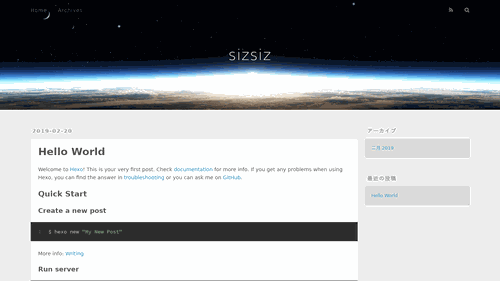 Home Archives
sizsiz
2019-02-20
Hello World
Welcome to Hexo! This is your very first post. Check documentation for more info. If you get any problems when using
Hexo, you can find the answer in troubleshooting or you can ask me on GitHub.
Quick Start
Create a new post
1 $ hexo new "My New Post"
More info: Writing
Run server
アーカイブ
二月 2019
最近の投稿
Hello World